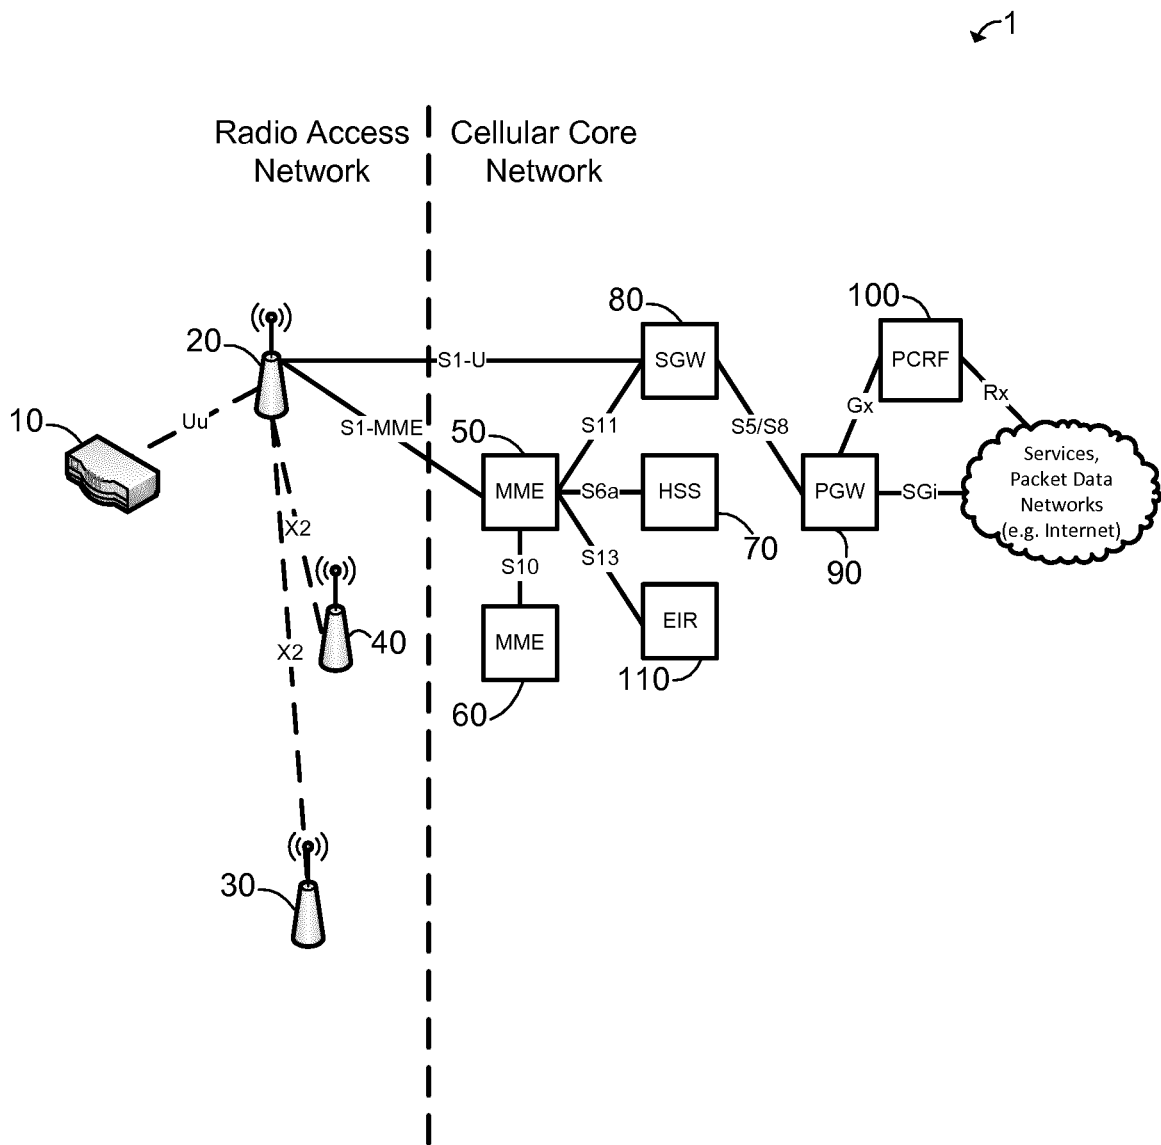 1
Radio Access
Network
Cellular Core
Network
80
100
20
S1-U
SGW
PCRF
10
Uu
S1-MME
50
S11
S5/S8
Gx
Rx
MME
S6a
HSS
PGW
SGi
Services,
Packet Data
Networks
(e.g. Internet)
X2
S10
S13
70
90
X2
40
MME
EIR
60
110
30